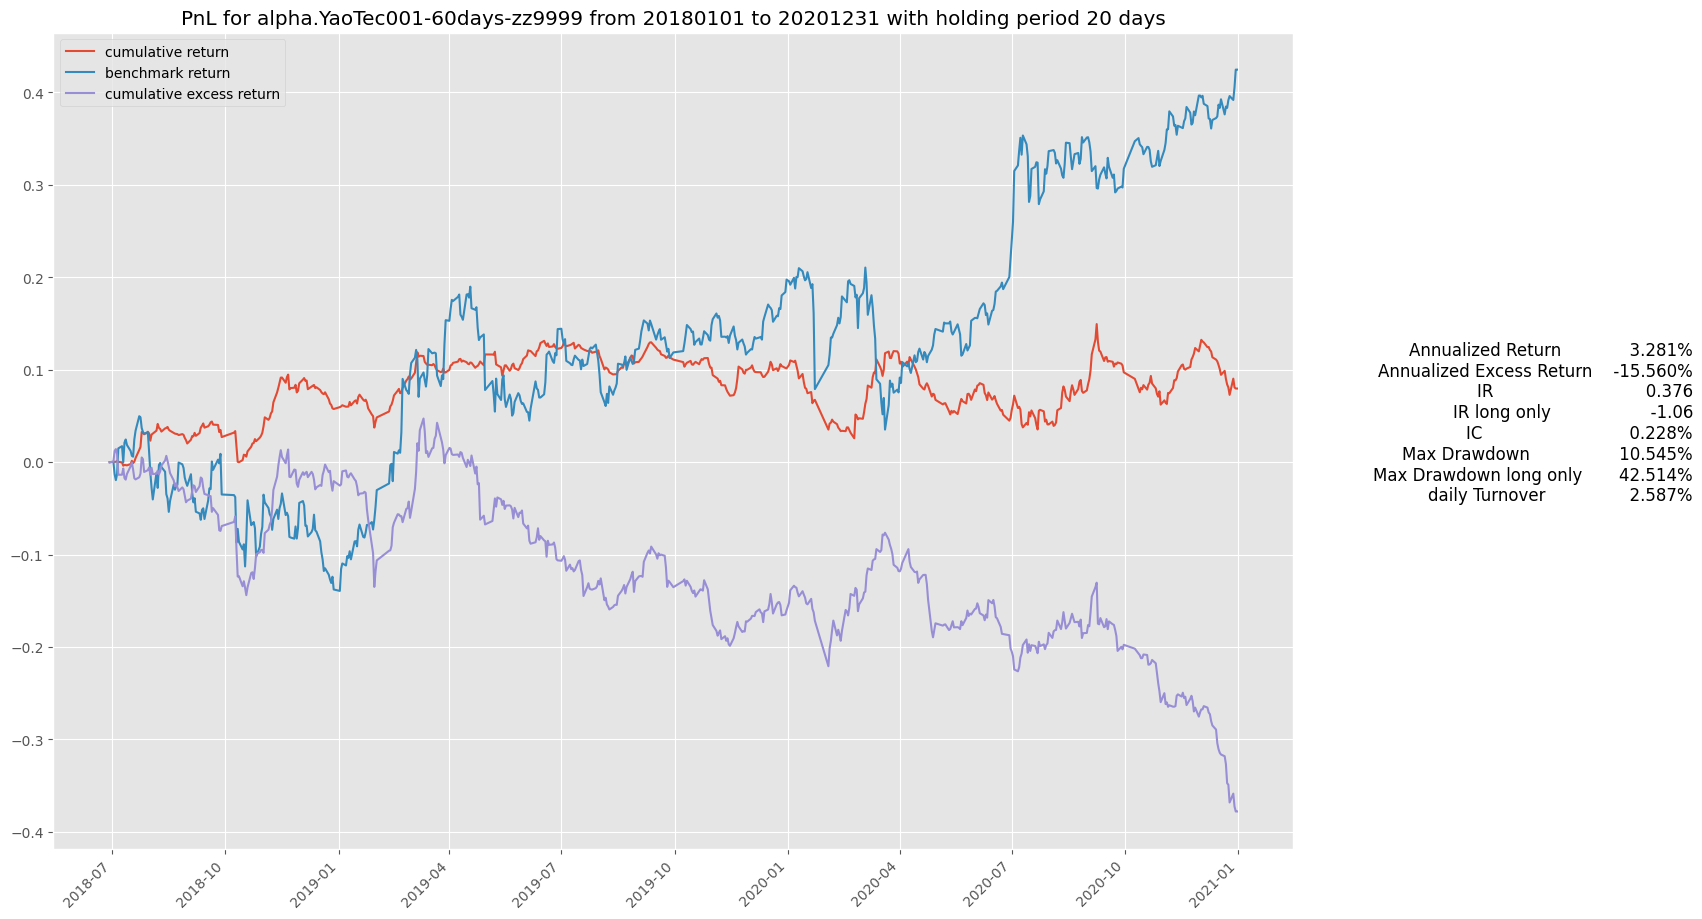 PnL for alpha.YaoTec001-60days-zz9999 from 20180101 to 20201231 with holding period 20 days
cumulative return
benchmark return
cumulative excess return
0.4
0.3
0.2
0.1
0.0
−0.1
−0.2
−0.3
−0.4
2018-07
2018-10
2019-01
2019-04
2019-07
2019-10
2020-01
2020-04
2020-07
2020-10
2021-01
Annualized Return 3.281%
Annualized Excess Return -15.560%
IR 0.376
IR long only -1.06
IC 0.228%
Max Drawdown 10.545%
Max Drawdown long only 42.514%
daily Turnover 2.587%